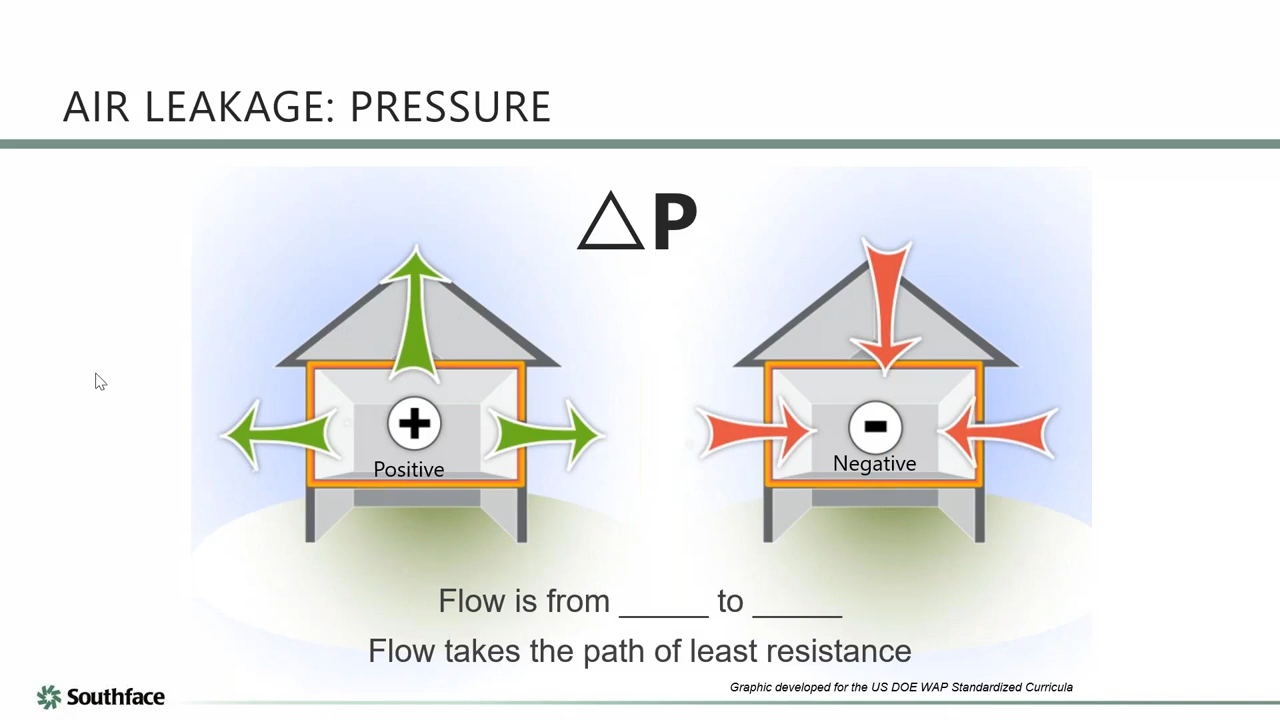 AIR LEAKAGE: PRESSURE
△P
+
Positive
-
Negative
Flow is from _____ to _____
Flow takes the path of least resistance
Graphic developed for the US DOE WAP Standardized Curricula
Southface